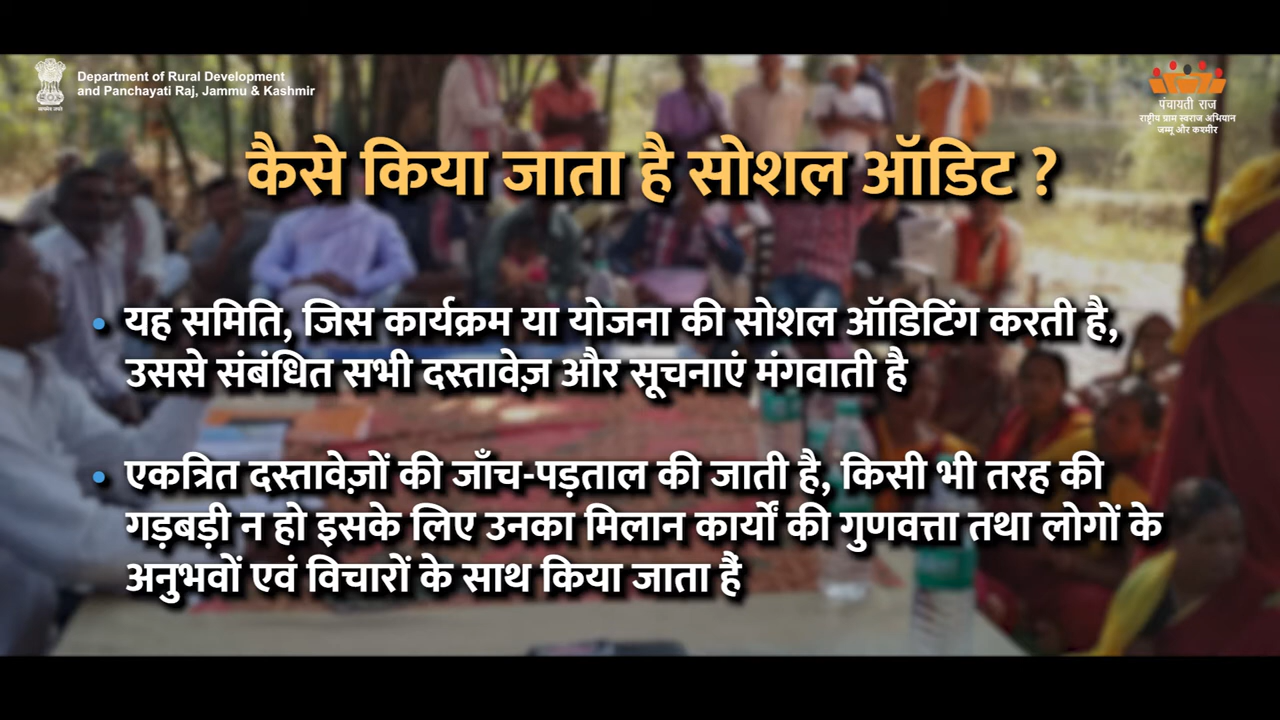 Department of Rural Development
and Panchayati Raj, Jammu & Kashmir
पंचायती राज
राष्ट्रीय ग्राम स्वराज अभियान
जम्मू और कश्मीर
कैसे किया जाता है सोशल ऑडिट ?
• यह समिति, जिस कार्यक्रम या योजना की सोशल ऑडिटिंग करती है,
उससे संबंधित सभी दस्तावेज़ और सूचनाएं मंगवाती है
• एकत्रित दस्तावेज़ों की जाँच-पड़ताल की जाती है, किसी भी तरह की
गड़बड़ी न हो इसके लिए उनका मिलान कार्यों की गुणवत्ता तथा लोगों के
अनुभवों एवं विचारों के साथ किया जाता हैं